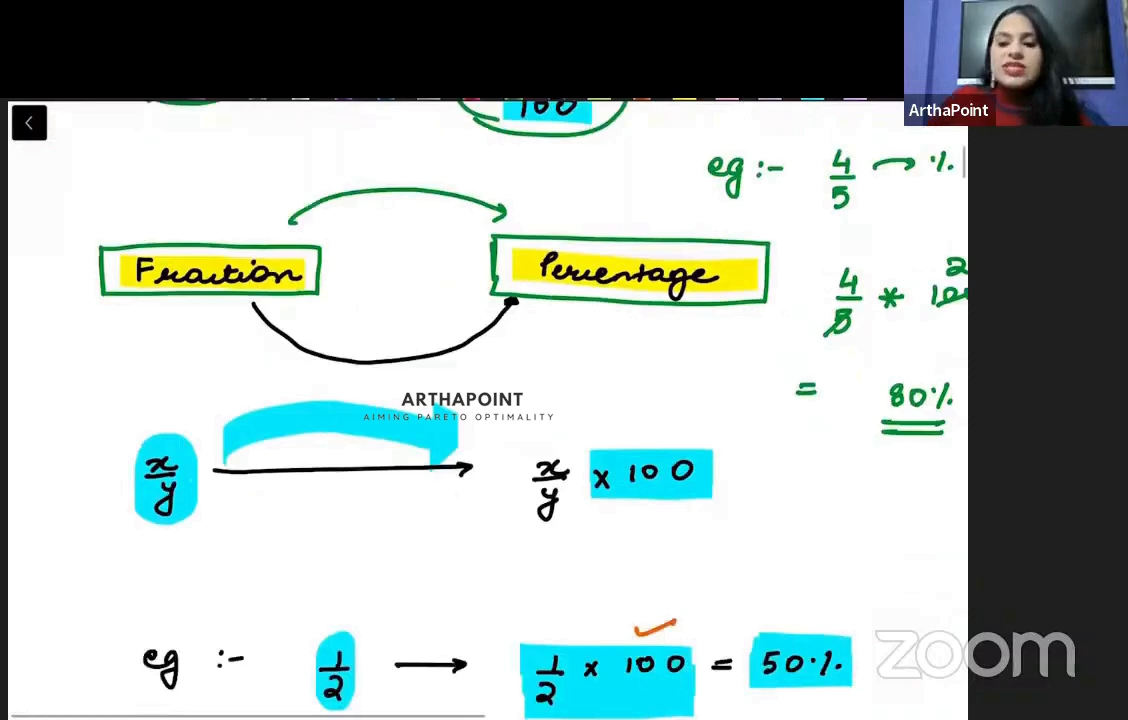 ArthaPoint
100
eg :- 4/5 → %
Fraction
Percentage
4/5 *
ARTHAPOINT
AIMING PARETO OPTIMALITY
= 80%
x/y → x/y × 100
eg :- 1/2 → 1/2 × 100 = 50%
zoom